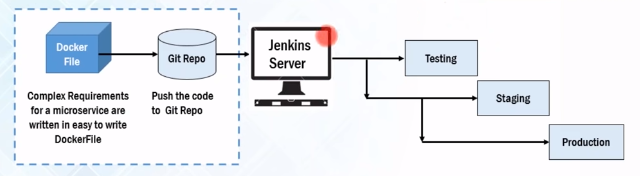 Docker
File
Git Repo
Jenkins
Server
Testing
Staging
Production
Complex Requirements
for a microservice are
written in easy to write
DockerFile
Push the code
to Git Repo